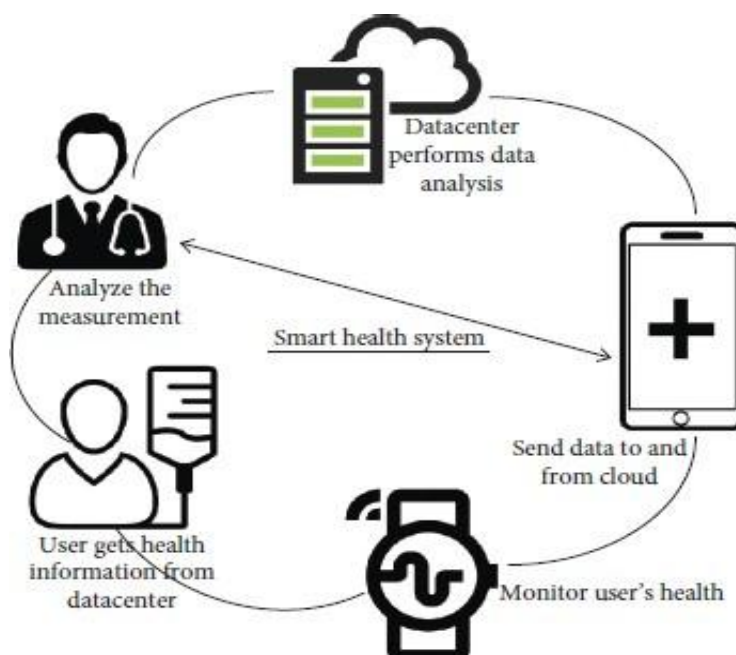 Datacenter
performs data
analysis
Analyze the
measurement
Smart health system
Send data to and
from cloud
User gets health
information from
datacenter
Monitor user's health